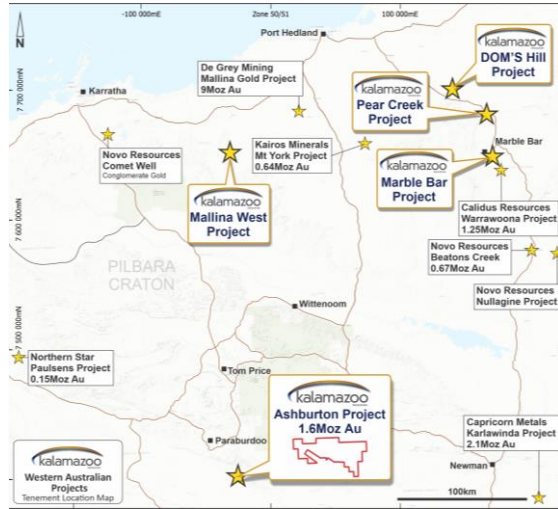 -100 000mE
Zone 50/51
100 000mE
N
7 700 000mN
7 600 000mN
7 500 000mN
Port Hedland
Karratha
De Grey Mining
Mallina Gold Project
9Moz Au
kalamazoo
DOM'S Hill
Project
kalamazoo
Pear Creek
Project
Novo Resources
Comet Well
Conglomerate Gold
Kairos Minerals
Mt York Project
0.64Moz Au
Marble Bar
kalamazoo
Marble Bar
Project
kalamazoo
Mallina West
Project
Calidus Resources
Warrawoona Project
1.25Moz Au
Novo Resources
Beatons Creek
0.67Moz Au
PILBARA
CRATON
Novo Resources
Nullagine Project
Wittenoom
Northern Star
Paulsens Project
0.15Moz Au
Tom Price
kalamazoo
Ashburton Project
1.6Moz Au
Paraburdoo
Capricorn Metals
Karlawinda Project
2.1Moz Au
kalamazoo
Western Australian
Projects
Tenement Location Map
Newman
100km